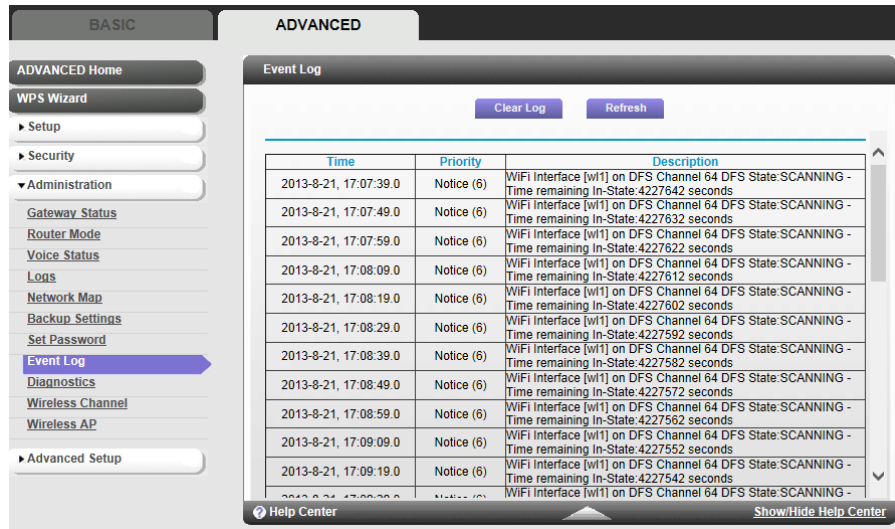 BASIC
ADVANCED
ADVANCED Home
WPS Wizard
Setup
Security
Administration
Gateway Status
Router Mode
Voice Status
Logs
Network Map
Backup Settings
Set Password
Event Log
Diagnostics
Wireless Channel
Wireless AP
Advanced Setup
Event Log
Clear Log Refresh
Time Priority Description
2013-8-21, 17:07:39.0 Notice (6) WiFi Interface [wl1] on DFS Channel 64 DFS State:SCANNING -
Time remaining In-State:4227642 seconds
2013-8-21, 17:07:49.0 Notice (6) WiFi Interface [wl1] on DFS Channel 64 DFS State:SCANNING -
Time remaining In-State:4227632 seconds
2013-8-21, 17:07:59.0 Notice (6) WiFi Interface [wl1] on DFS Channel 64 DFS State:SCANNING -
Time remaining In-State:4227622 seconds
2013-8-21, 17:08:09.0 Notice (6) WiFi Interface [wl1] on DFS Channel 64 DFS State:SCANNING -
Time remaining In-State:4227612 seconds
2013-8-21, 17:08:19.0 Notice (6) WiFi Interface [wl1] on DFS Channel 64 DFS State:SCANNING -
Time remaining In-State:4227602 seconds
2013-8-21, 17:08:29.0 Notice (6) WiFi Interface [wl1] on DFS Channel 64 DFS State:SCANNING -
Time remaining In-State:4227592 seconds
2013-8-21, 17:08:39.0 Notice (6) WiFi Interface [wl1] on DFS Channel 64 DFS State:SCANNING -
Time remaining In-State:4227582 seconds
2013-8-21, 17:08:49.0 Notice (6) WiFi Interface [wl1] on DFS Channel 64 DFS State:SCANNING -
Time remaining In-State:4227572 seconds
2013-8-21, 17:08:59.0 Notice (6) WiFi Interface [wl1] on DFS Channel 64 DFS State:SCANNING -
Time remaining In-State:4227562 seconds
2013-8-21, 17:09:09.0 Notice (6) WiFi Interface [wl1] on DFS Channel 64 DFS State:SCANNING -
Time remaining In-State:4227552 seconds
2013-8-21, 17:09:19.0 Notice (6) WiFi Interface [wl1] on DFS Channel 64 DFS State:SCANNING -
Time remaining In-State:4227542 seconds
WiFi Interface [wl1] on DFS Channel 64 DFS State:SCANNING -
Help Center Show/Hide Help Center